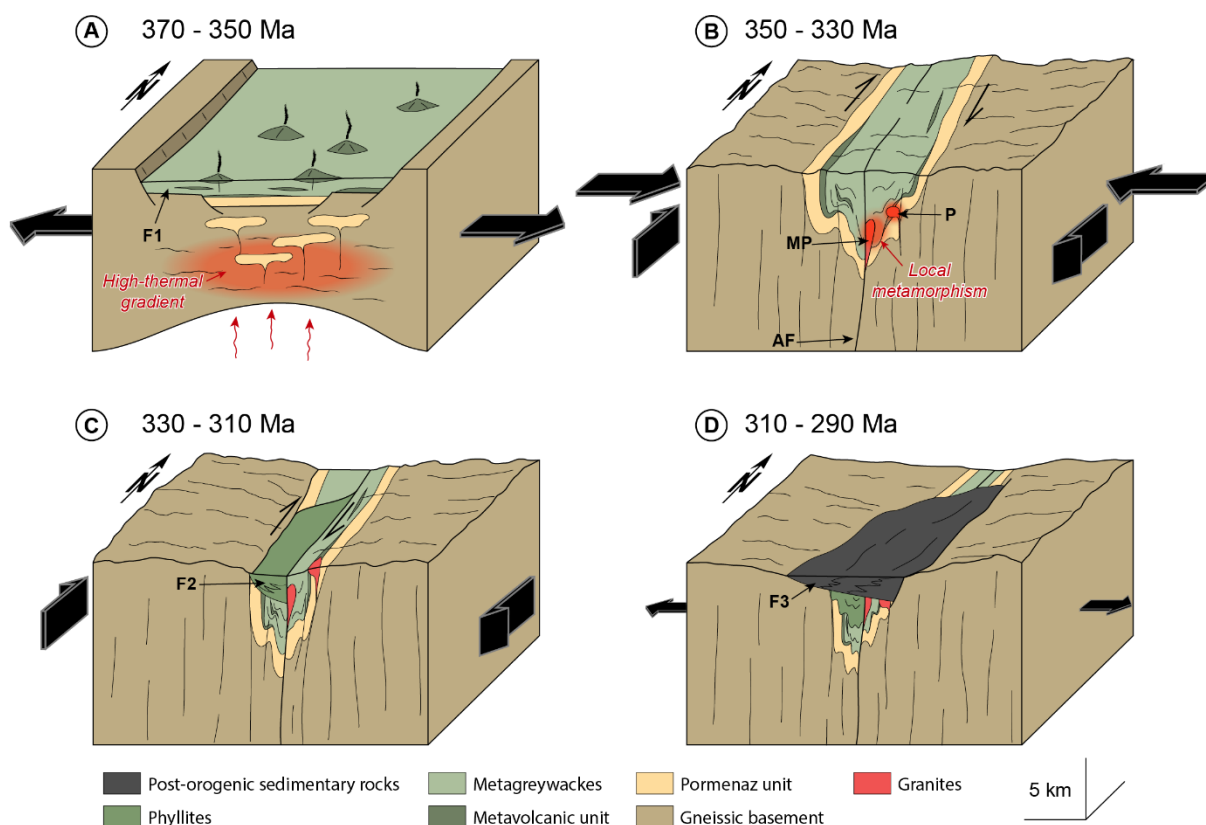 A 370 - 350 Ma
N
F1
High-thermal
gradient
B 350 - 330 Ma
N
P
MP
Local
metamorphism
AF
C 330 - 310 Ma
N
F2
D 310 - 290 Ma
N
F3
Post-orogenic sedimentary rocks
Metagreywackes
Pormenaz unit
Granites
Phyllites
Metavolcanic unit
Gneissic basement
5 km